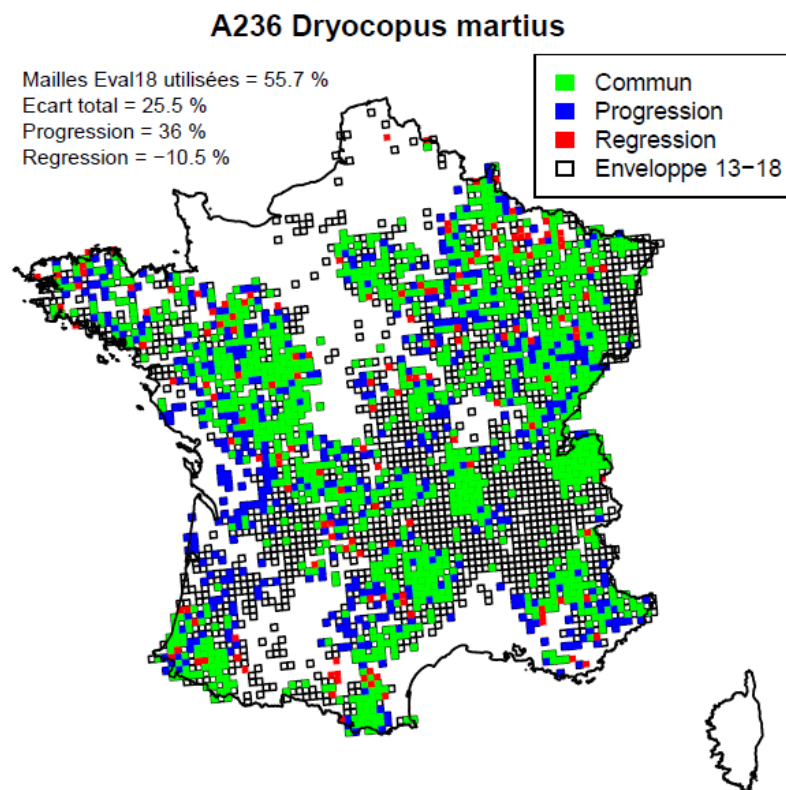 A236 Dryocopus martius
Mailles Eval18 utilisées = 55.7 %
Ecart total = 25.5 %
Progression = 36 %
Regression = −10.5 %
Commun
Progression
Regression
Enveloppe 13−18